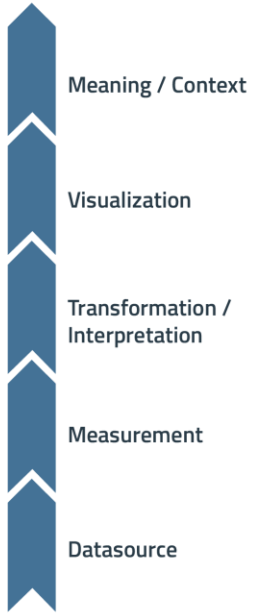 Meaning / Context
Visualization
Transformation /
Interpretation
Measurement
Datasource